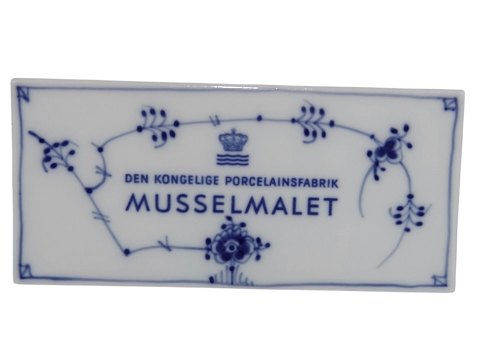 DEN KONGELIGE PORCELAINSFABRIK
MUSSELMALET